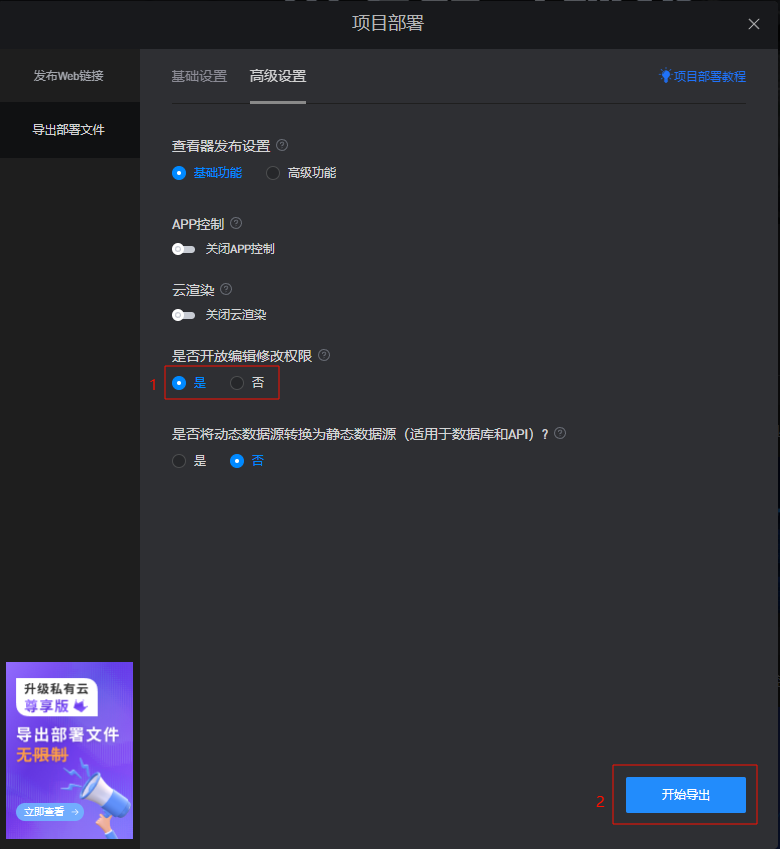 项目部署
发布Web链接
导出部署文件
基础设置 高级设置 项目部署教程
查看器发布设置 ?
基础功能 高级功能
APP控制 ?
关闭APP控制
云渲染 ?
关闭云渲染
是否开放编辑修改权限 ?
1 是 否
是否将动态数据源转换为静态数据源（适用于数据库和API）? ?
是 否
升级私有云
尊享版
导出部署文件
无限制
立即查看 →
2 开始导出